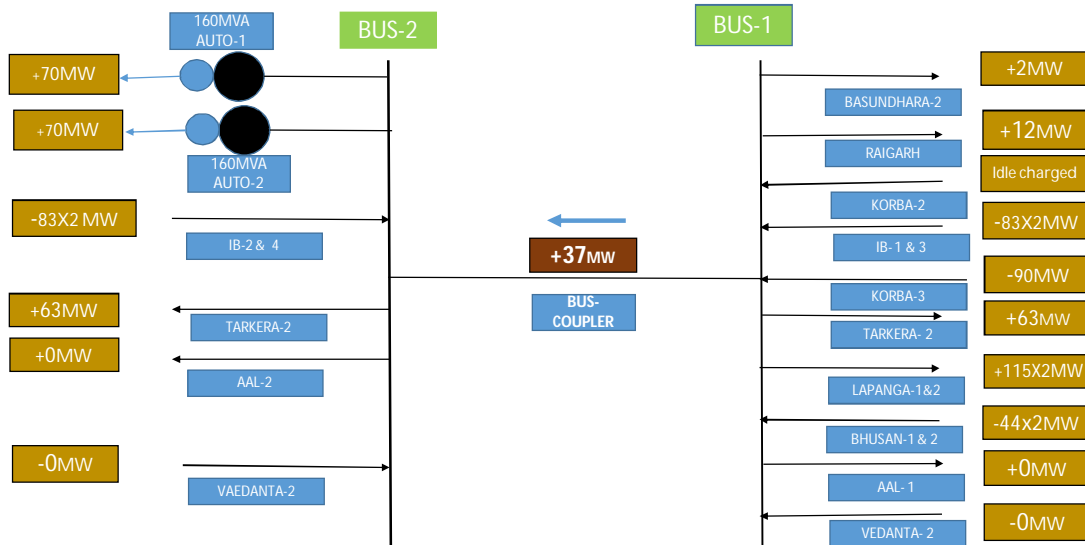 160MVA
AUTO-1
BUS-2
BUS-1
+70MW
+2MW
BASUNDHARA-2
+70MW
+12MW
160MVA
AUTO-2
RAIGARH
Idle charged
KORBA-2
-83X2 MW
-83X2MW
IB-2 & 4
IB- 1 & 3
+37MW
-90MW
KORBA-3
BUS-
COUPLER
+63MW
+63MW
TARKERA-2
TARKERA- 2
+0MW
AAL-2
+115X2MW
LAPANGA-1&2
-44x2MW
BHUSAN-1 & 2
-0MW
+0MW
VAEDANTA-2
AAL- 1
-0MW
VEDANTA- 2